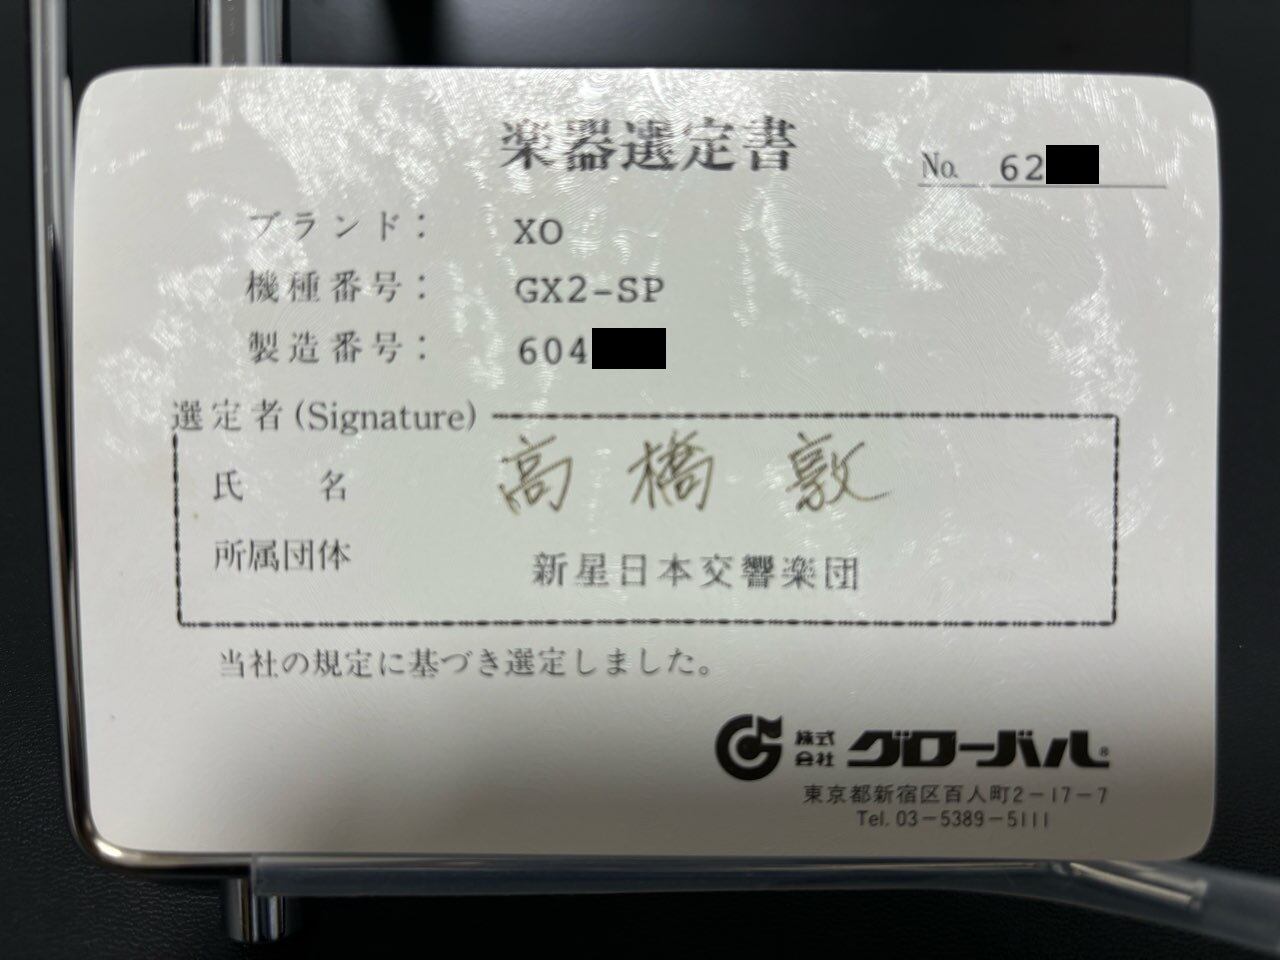 楽器選定書
No. 62
ブランド： XO
機種番号： GX2-SP
製造番号： 604
選定者(Signature)
氏 名 高橋 敦
所属団体 新星日本交響楽団
当社の規定に基づき選定しました。
株式会社 グローバル®
東京都新宿区百人町2-17-7
Tel. 03-5389-5111